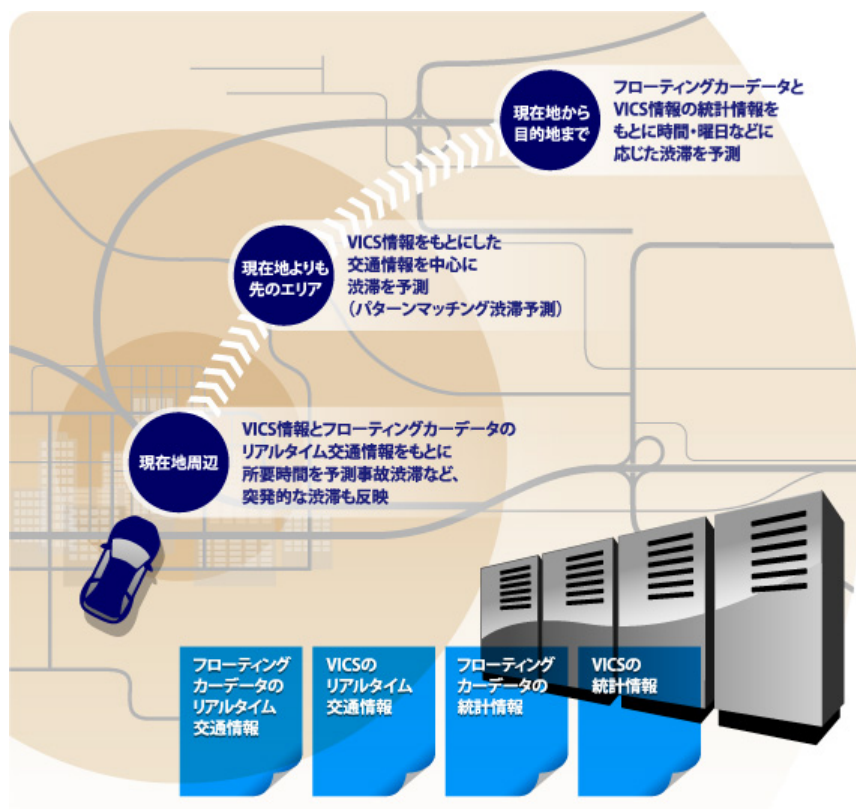 現在地から
目的地まで
フローティングカーデータと
VICS情報の統計情報を
もとに時間・曜日などに
応じた渋滞を予測
現在地よりも
先のエリア
VICS情報をもとにした
交通情報を中心に
渋滞を予測
（パターンマッチング渋滞予測）
現在地周辺
VICS情報とフローティングカーデータの
リアルタイム交通情報をもとに
所要時間を予測事故渋滞など、
突発的な渋滞も反映
フローティング
カーデータの
リアルタイム
交通情報
VICSの
リアルタイム
交通情報
フローティング
カーデータの
統計情報
VICSの
統計情報